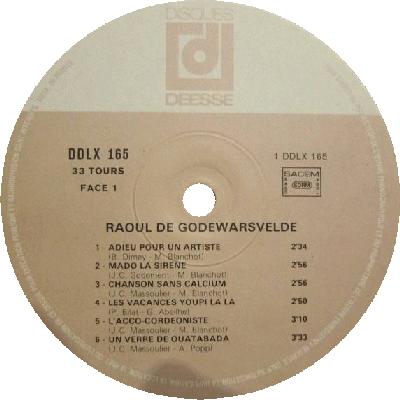 DISQUES
DEESSE
DDLX 165
33 TOURS
FACE 1
1 DDLX 165
SACEM
RAOUL DE GODEWARSVELDE
1 - ADIEU POUR UN ARTISTE 2'34
(B. Dimey - M. Blanchot)
2 - MADO LA SIRENE 2'56
(J.C. Massoulier - M. Blanchot)
3 - CHANSON SANS CALCIUM 2'56
(J.C. Massoulier - M. Blanchot)
4 - LES VACANCES YOUPI LA LA 2'50
(P. Bilat - G. Abeilhe)
5 - L'ACCO-CORDEONISTE 3'10
(J.C. Massoulier - M. Blanchot)
6 - UN VERRE DE OUATABADA 3'33
(J.C. Massoulier - A. Popp)